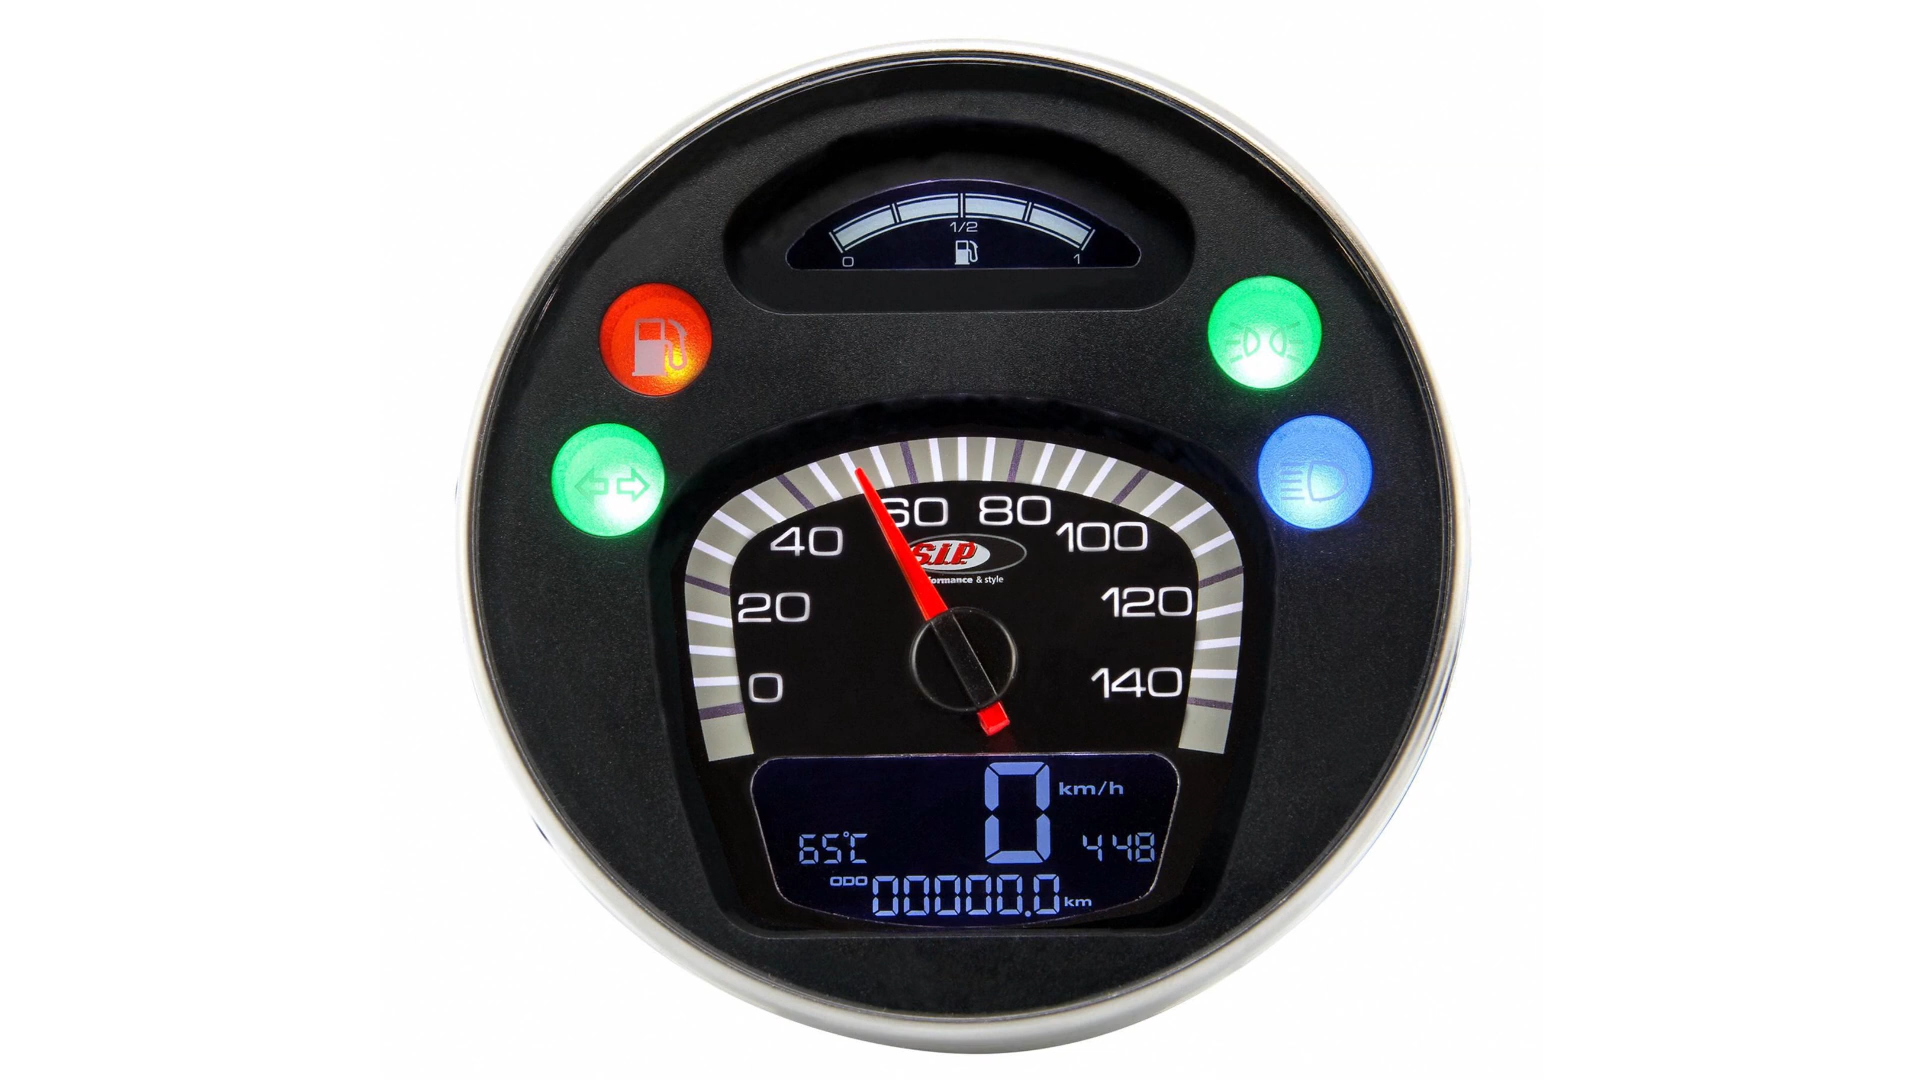 1/2
0 1
60 80
40 100
S.I.P.
formance & style
20 120
0 140
0 km/h
65°C 448
ODO 00000.0 km